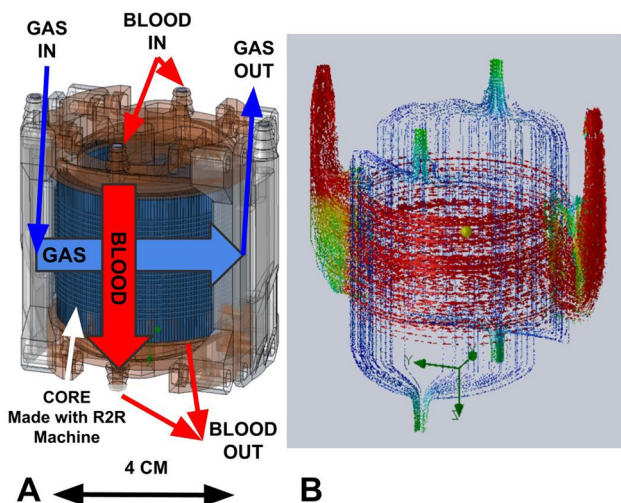 GAS
IN
BLOOD
IN
GAS
OUT
GAS
BLOOD
CORE
Made with R2R
Machine
BLOOD
OUT
4 CM
A
B
Y